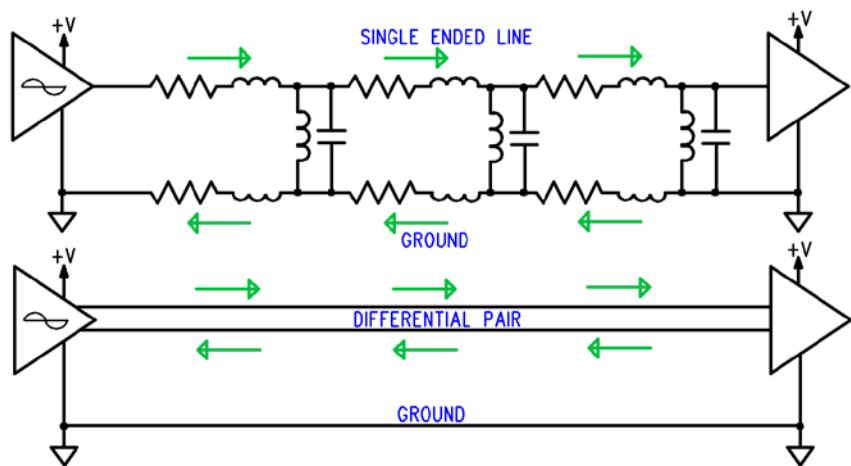 +V
SINGLE ENDED LINE
+V
GROUND
+V
+V
DIFFERENTIAL PAIR
GROUND